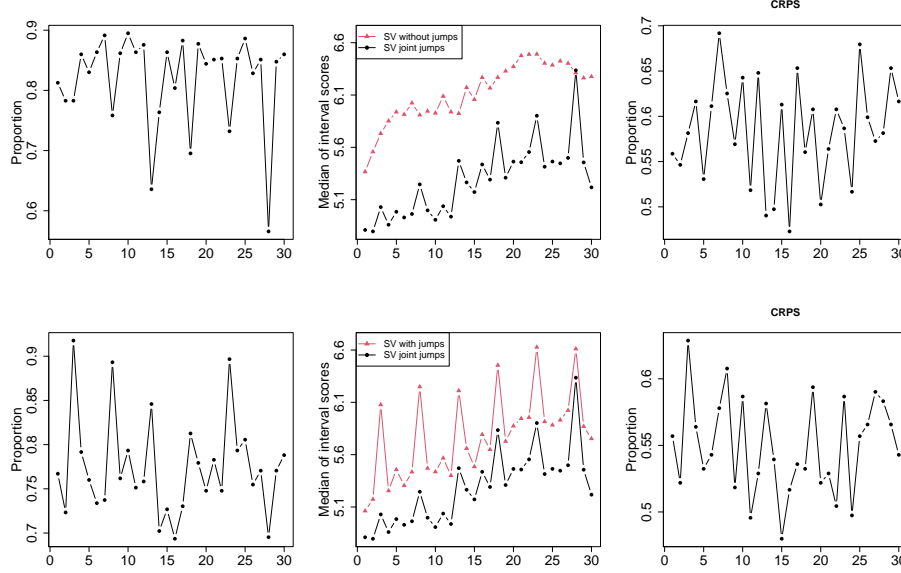 CRPS
Proportion
0.9
0.8
0.7
0.6
0 5 10 15 20 25 30
Median of interval scores
6.6
6.1
5.6
5.1
SV without jumps
SV joint jumps
0 5 10 15 20 25 30
Proportion
0.7
0.65
0.6
0.55
0.5
0 5 10 15 20 25 30
CRPS
Proportion
0.9
0.85
0.8
0.75
0.7
0 5 10 15 20 25 30
Median of interval scores
6.6
6.1
5.6
5.1
SV with jumps
SV joint jumps
0 5 10 15 20 25 30
Proportion
0.6
0.55
0.5
0 5 10 15 20 25 30